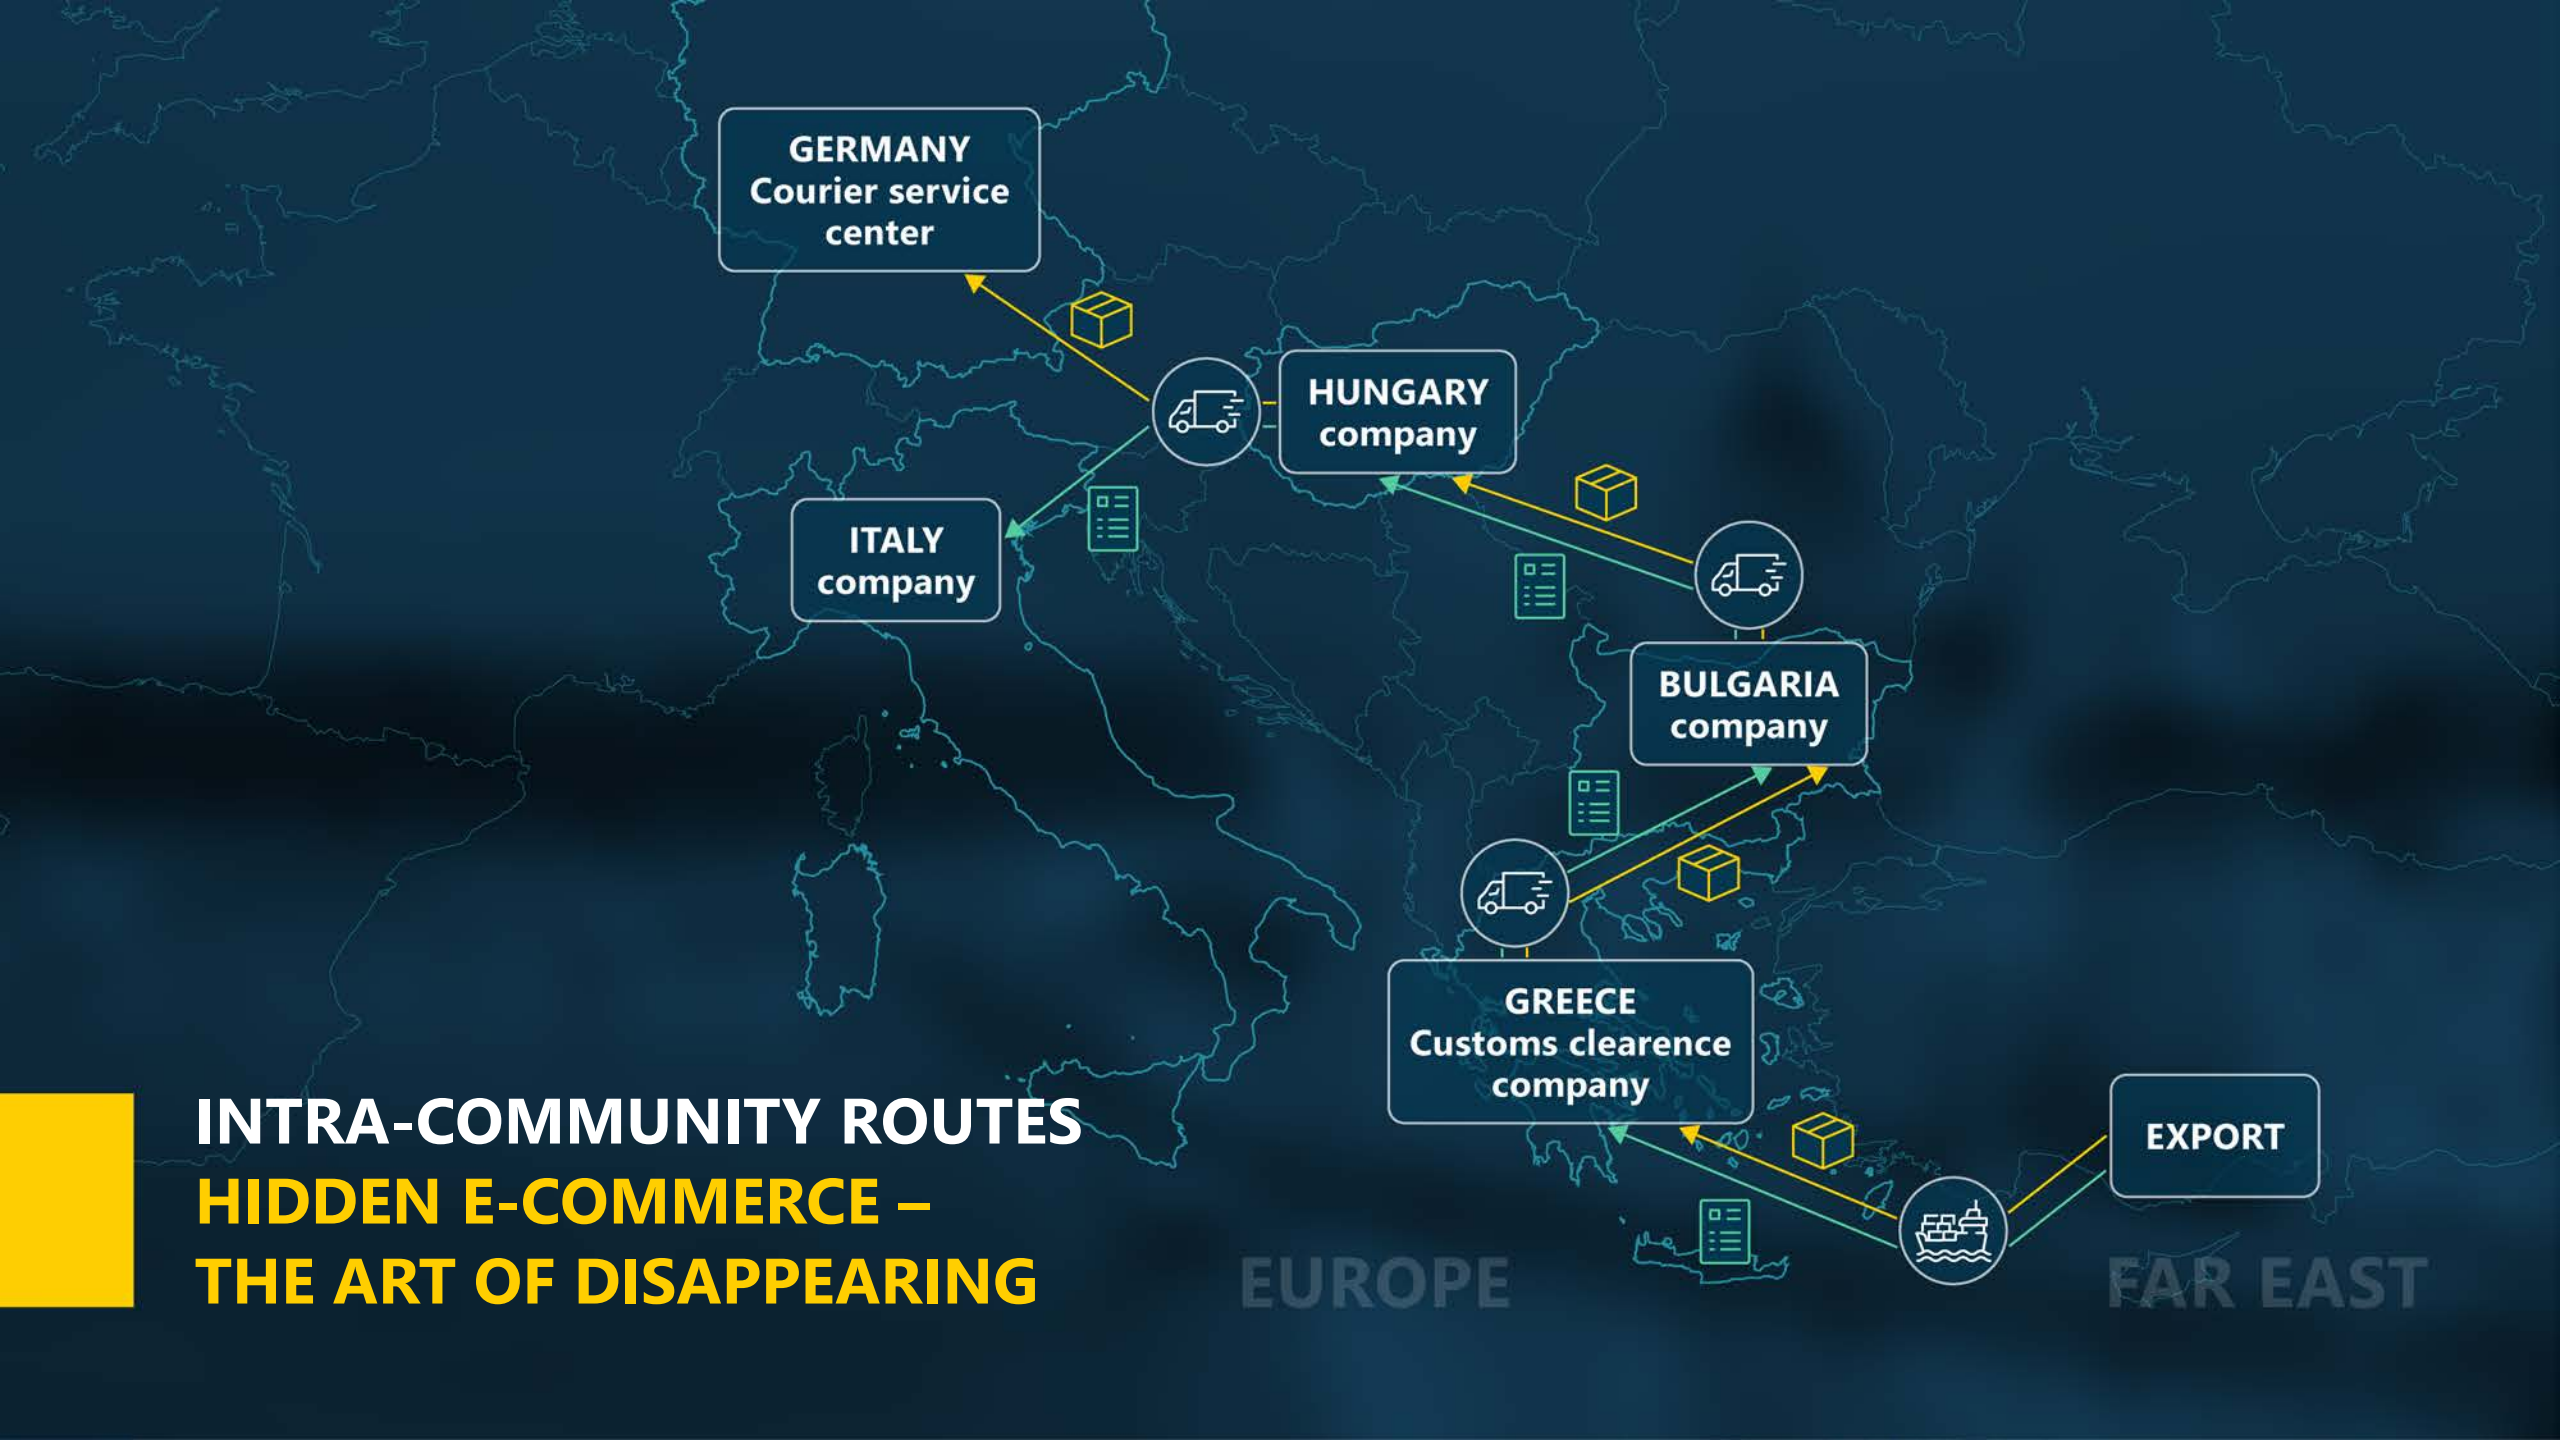 GERMANY
Courier service
center
HUNGARY
company
ITALY
company
BULGARIA
company
GREECE
Customs clearence
company
EXPORT
INTRA-COMMUNITY ROUTES
HIDDEN E-COMMERCE –
THE ART OF DISAPPEARING
EUROPE
FAR EAST